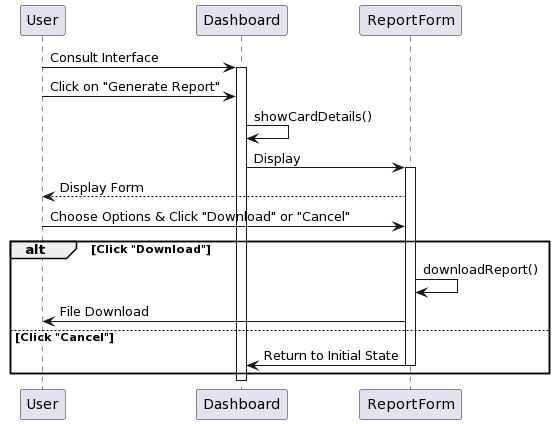 User Dashboard ReportForm
Consult Interface
Click on "Generate Report"
showCardDetails()
Display
Display Form
Choose Options & Click "Download" or "Cancel"
alt [Click "Download"]
downloadReport()
File Download
[Click "Cancel"]
Return to Initial State
User Dashboard ReportForm